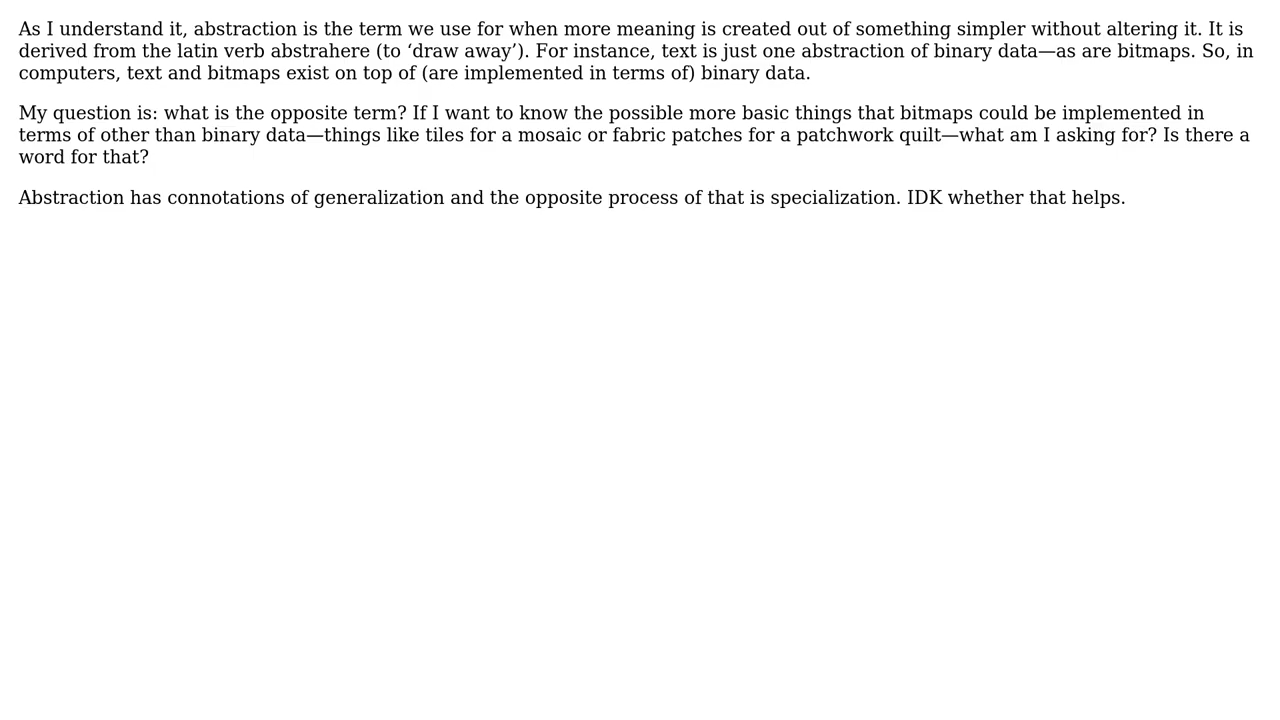 As I understand it, abstraction is the term we use for when more meaning is created out of something simpler without altering it. It is
derived from the latin verb abstrahere (to ‘draw away’). For instance, text is just one abstraction of binary data—as are bitmaps. So, in
computers, text and bitmaps exist on top of (are implemented in terms of) binary data.
My question is: what is the opposite term? If I want to know the possible more basic things that bitmaps could be implemented in
terms of other than binary data—things like tiles for a mosaic or fabric patches for a patchwork quilt—what am I asking for? Is there a
word for that?
Abstraction has connotations of generalization and the opposite process of that is specialization. IDK whether that helps.